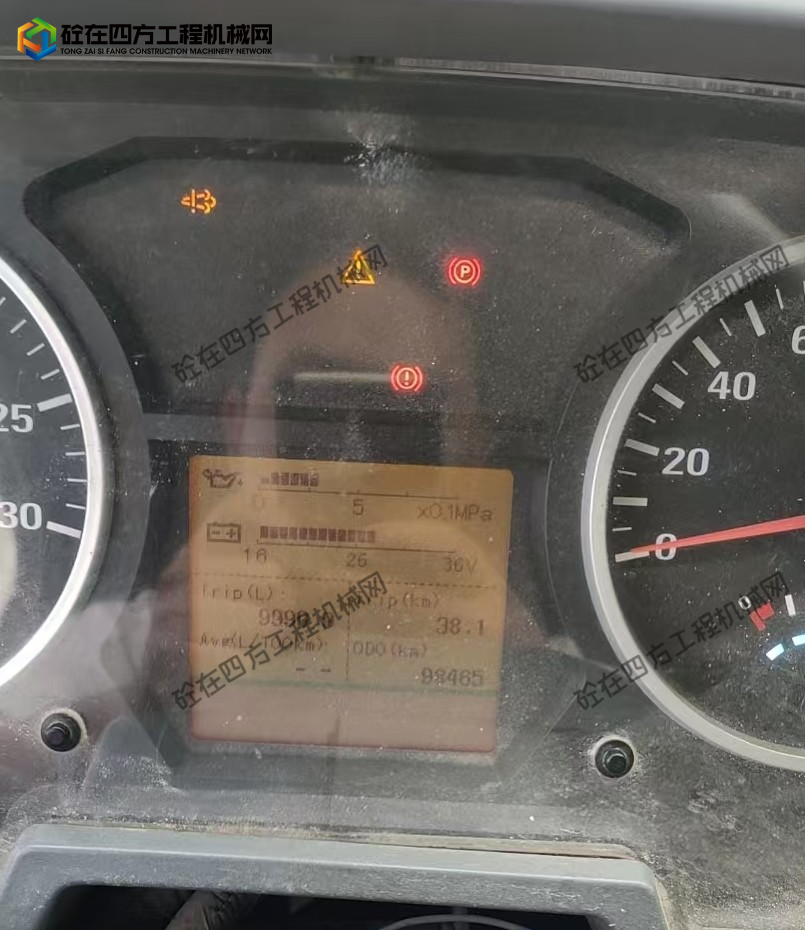 砼在四方工程机械网
TONG ZAI SI FANG CONSTRUCTION MACHINERY NETWORK
砼在四方工程机械网
砼在四方工程机械网
P
25
30
60
40
20
0
0
0 5 x0.1MPa
16 26 36V
Trip(L): Trip(km)
38.1
Ave(L/100km): ODO(km)
-- 98465
砼在四方工程机械网
砼在四方工程机械网